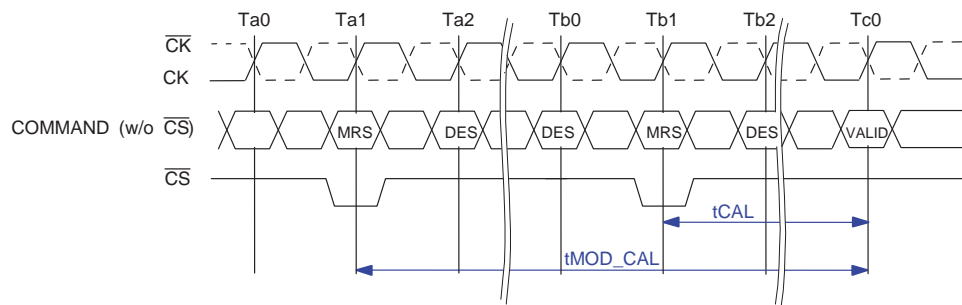 Ta0 Ta1 Ta2 Tb0 Tb1 Tb2 Tc0
CK
CK
COMMAND (w/o CS) MRS DES DES MRS DES VALID
CS
tCAL
tMOD_CAL